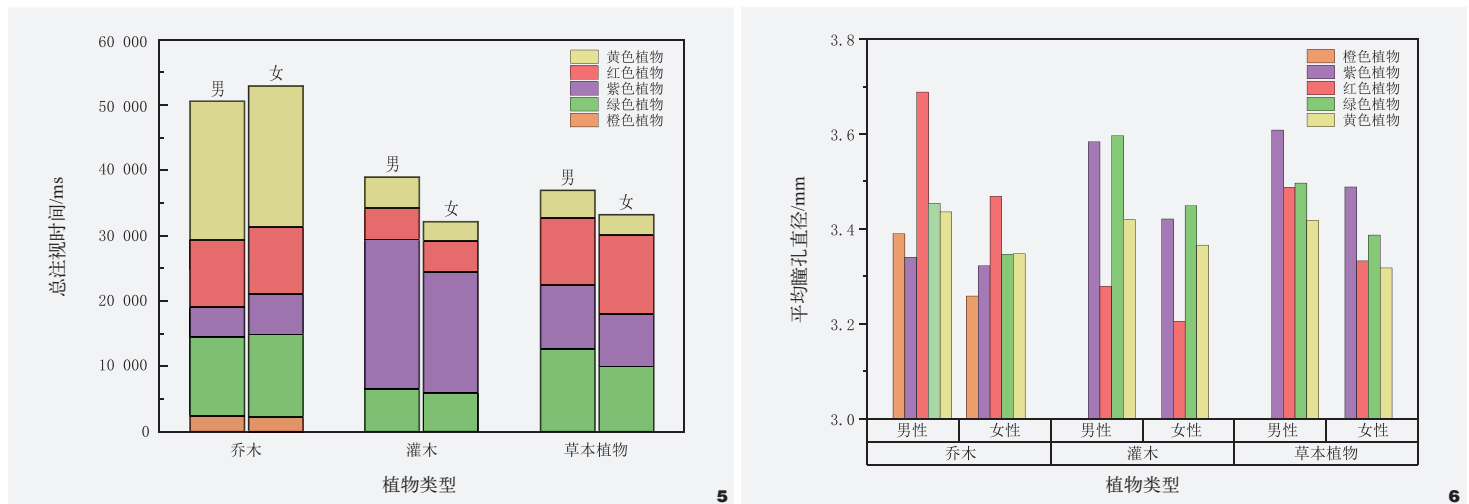 60 000
50 000
40 000
30 000
20 000
10 000
0
总注视时间/ms
男
女
男
女
男
女
黄色植物
红色植物
紫色植物
绿色植物
橙色植物
乔木
灌木
草本植物
植物类型
5
3.8
3.6
3.4
3.2
3.0
平均瞳孔直径/mm
橙色植物
紫色植物
红色植物
绿色植物
黄色植物
男性
女性
男性
女性
男性
女性
乔木
灌木
草本植物
植物类型
6